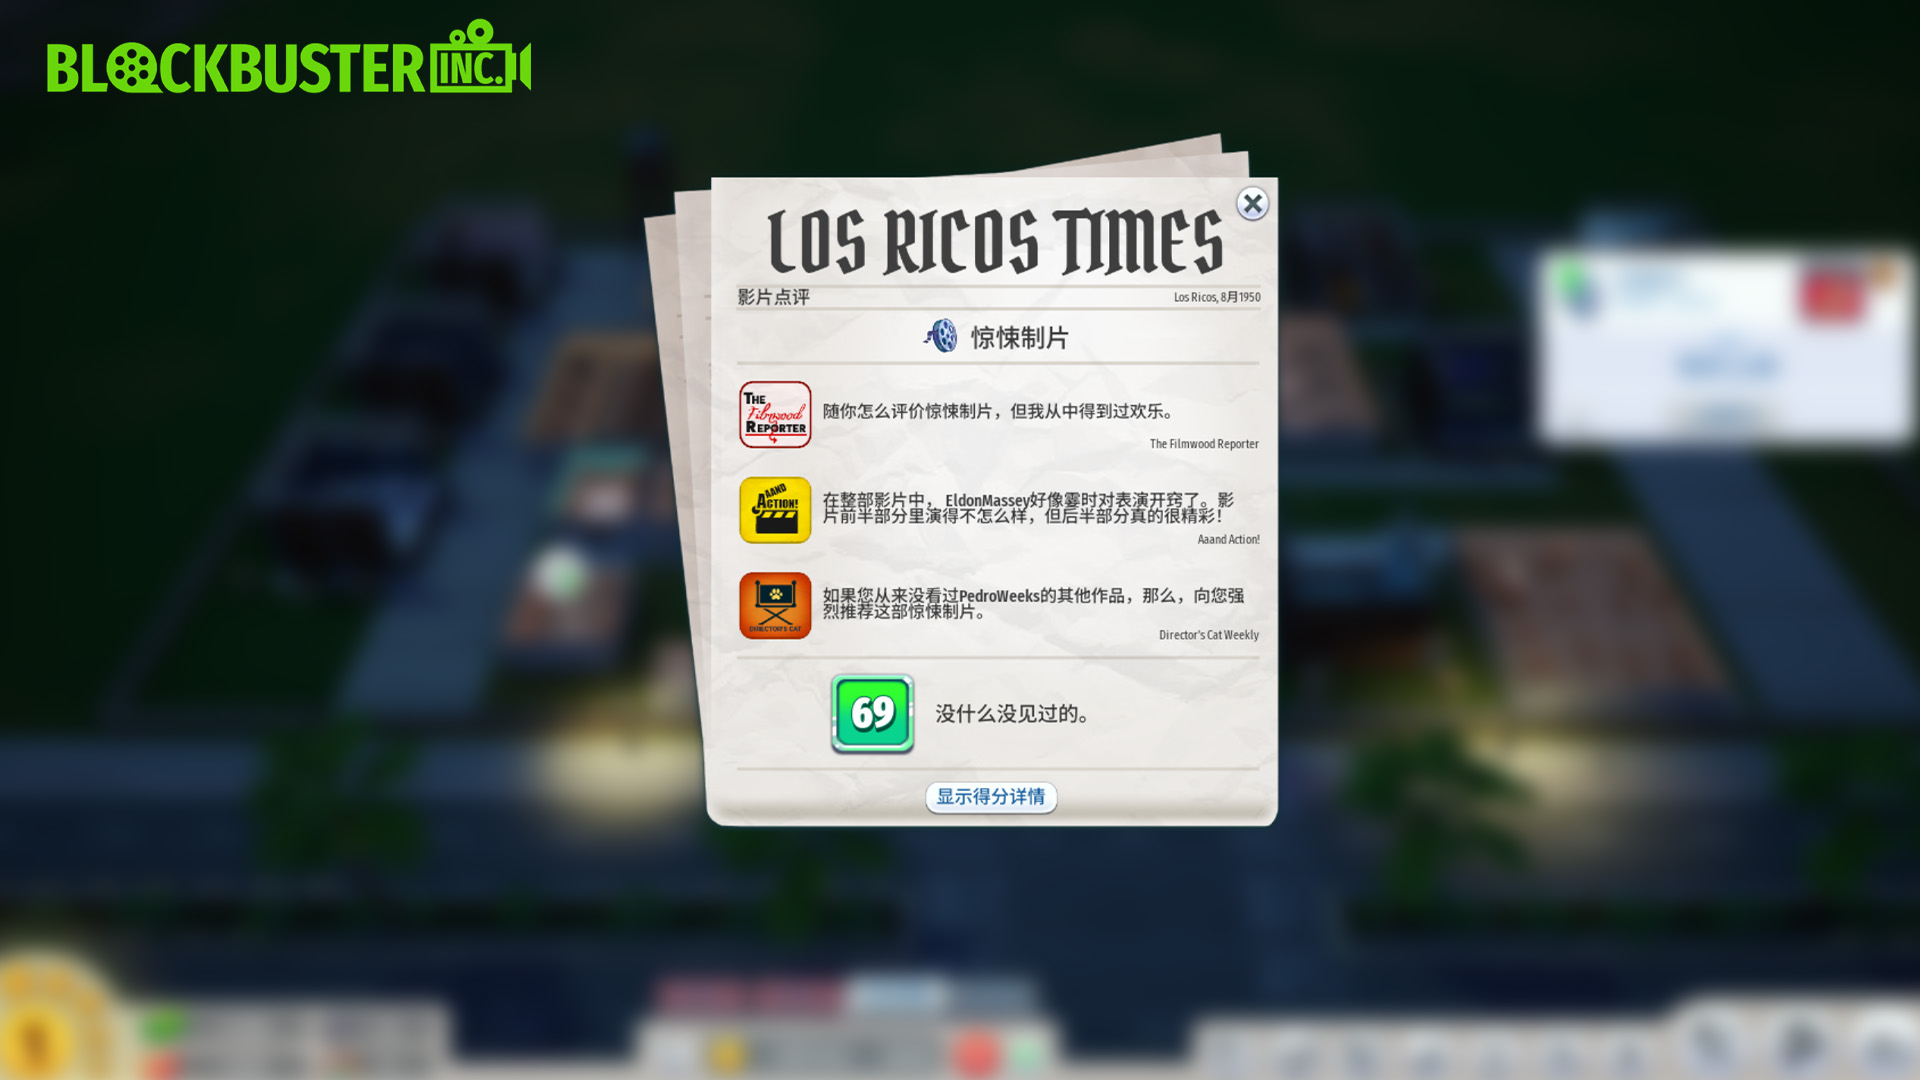 BLOCKBUSTER INC.
LOS RICOS TIMES
影片点评
Los Ricos, 8月1950
惊悚制片
THE Filmwood REPORTER
随你怎么评价惊悚制片，但我从中得到过欢乐。
The Filmwood Reporter
AAAND ACTION!
在整部影片中， EldonMassey好像霎时对表演开窍了。影
片前半部分里演得不怎么样，但后半部分真的很精彩！
Aaand Action!
DIRECTOR'S CAT
如果您从来没看过PedroWeeks的其他作品，那么，向您强
烈推荐这部惊悚制片。
Director's Cat Weekly
69
没什么没见过的。
显示得分详情